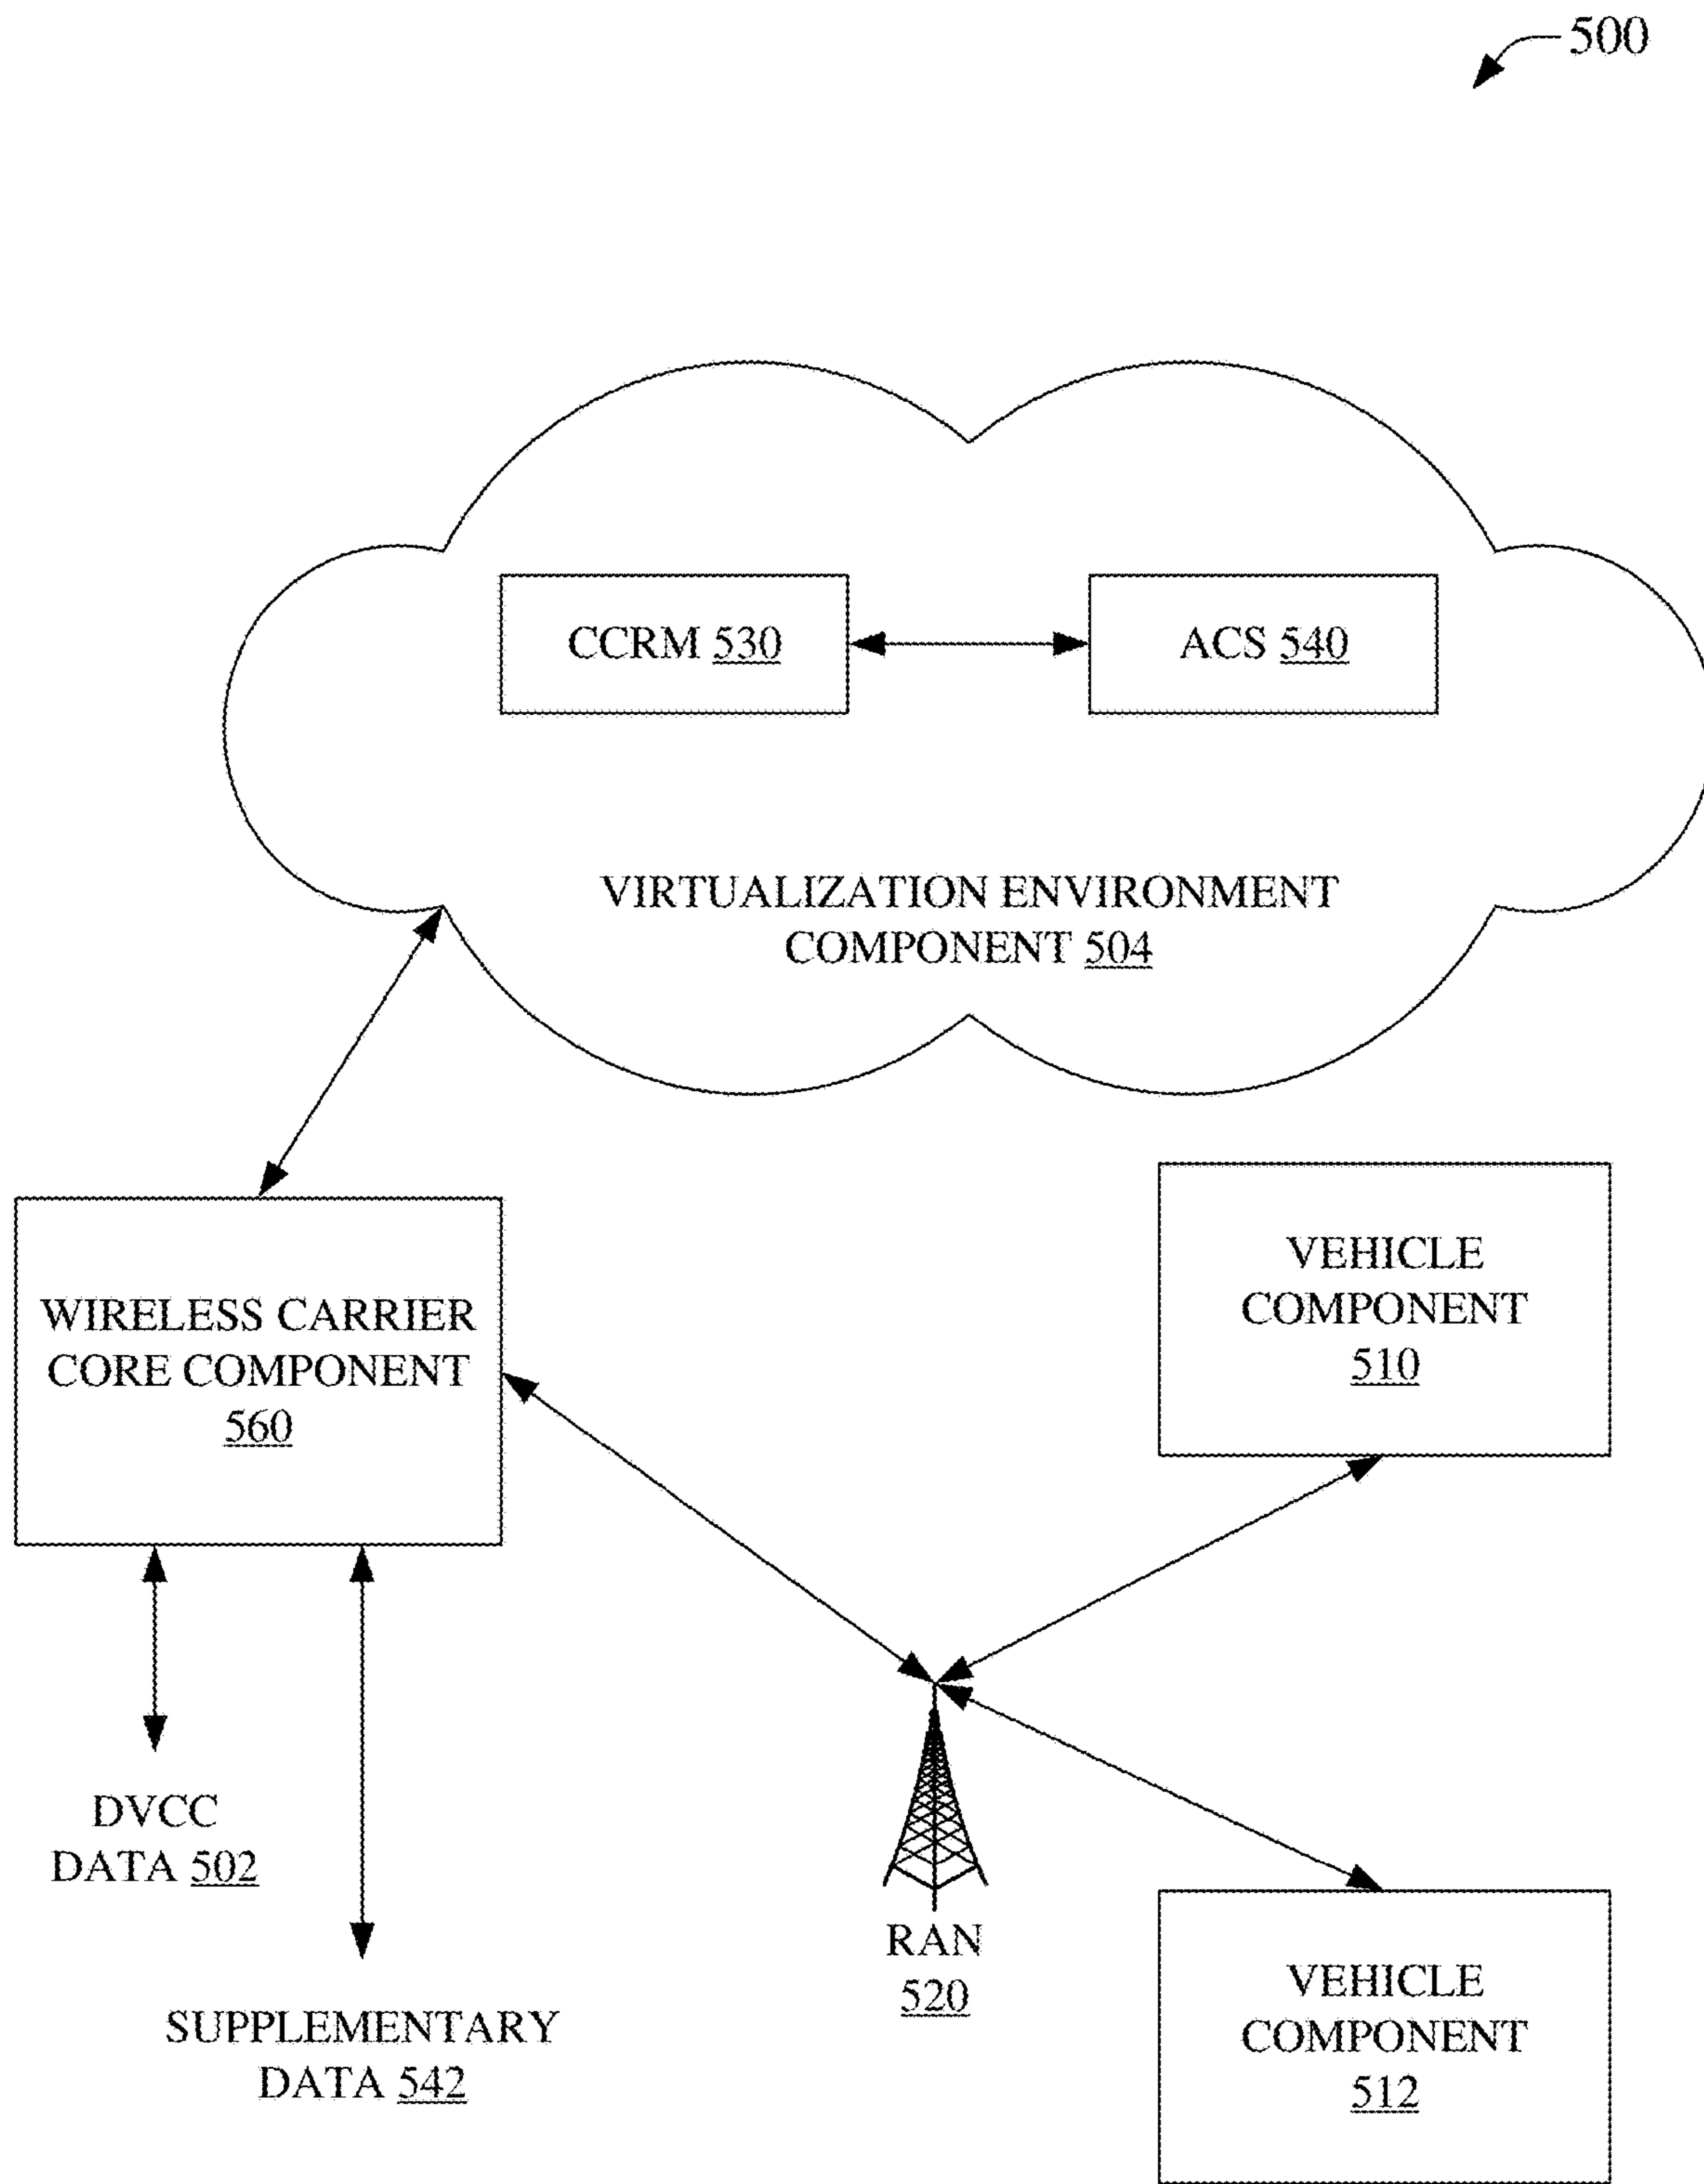 500
CCRM 530
ACS 540
VIRTUALIZATION ENVIRONMENT
COMPONENT 504
WIRELESS CARRIER
CORE COMPONENT
560
VEHICLE
COMPONENT
510
DVCC
DATA 502
SUPPLEMENTARY
DATA 542
RAN
520
VEHICLE
COMPONENT
512